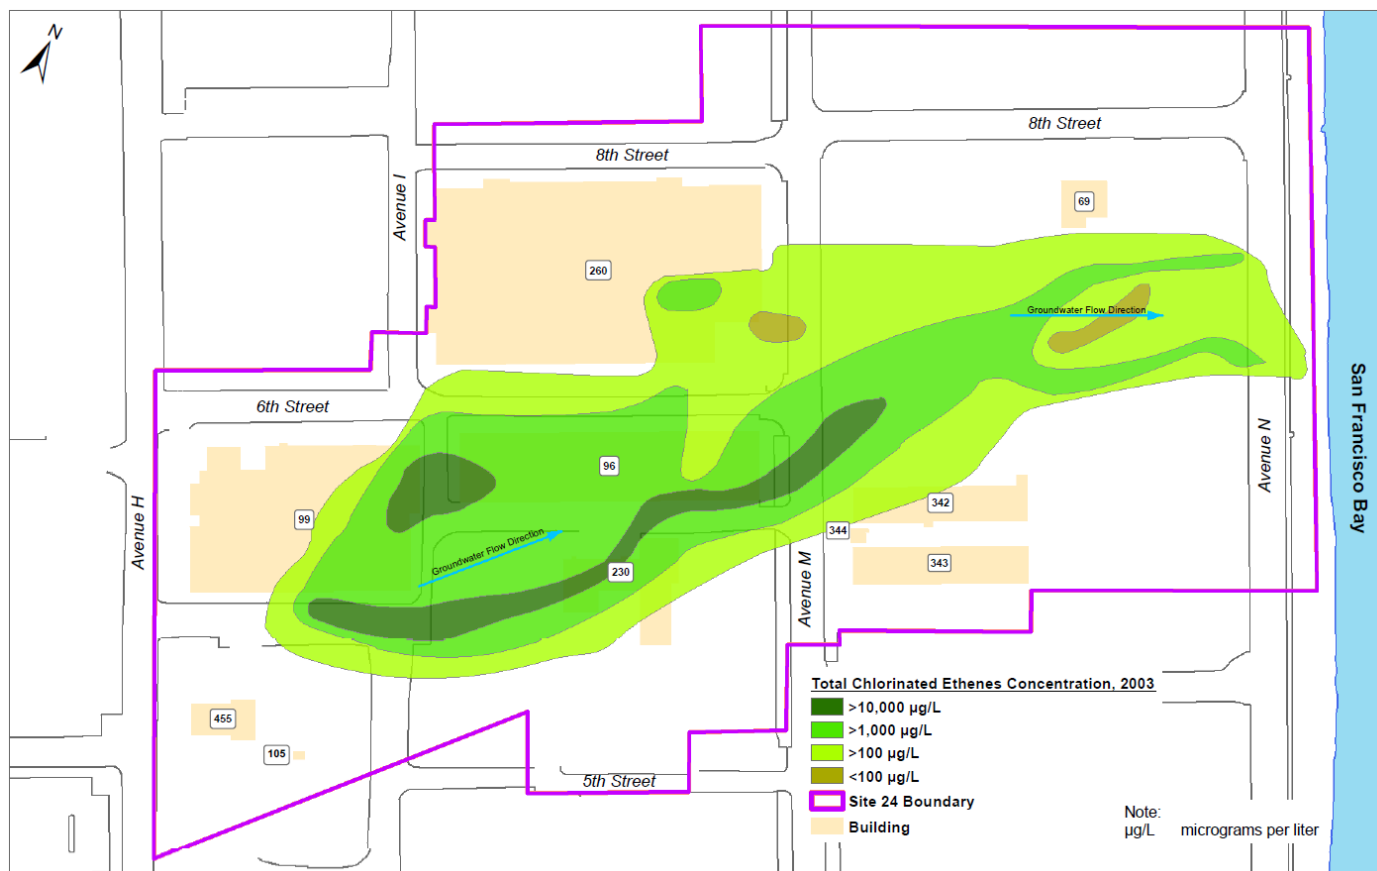 N
8th Street
8th Street
Avenue I
69
260
Groundwater Flow Direction
San Francisco Bay
6th Street
Avenue N
96
Avenue H
99
342
344
Groundwater Flow Direction
230
343
Avenue M
Total Chlorinated Ethenes Concentration, 2003
>10,000 µg/L
>1,000 µg/L
>100 µg/L
<100 µg/L
Site 24 Boundary
Building
455
105
5th Street
Note:
µg/L micrograms per liter